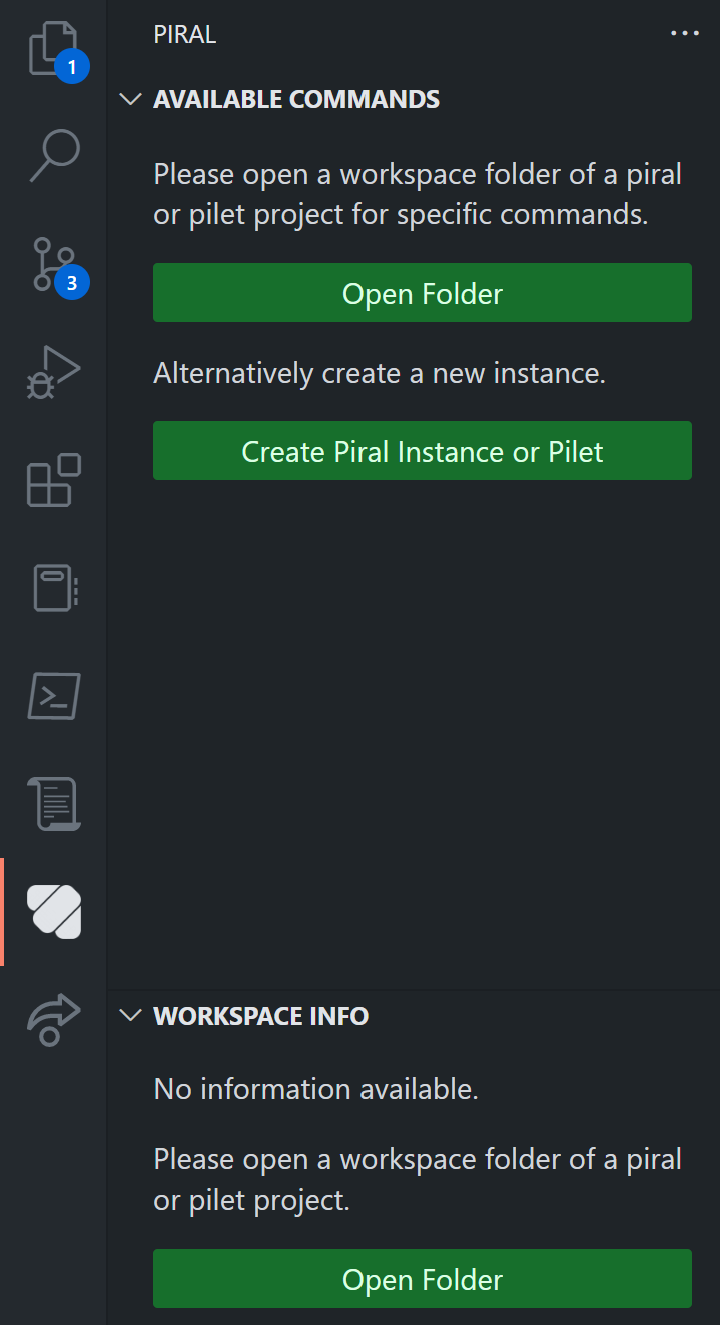 PIRAL
1
AVAILABLE COMMANDS
Please open a workspace folder of a piral
or pilet project for specific commands.
3
Open Folder
Alternatively create a new instance.
Create Piral Instance or Pilet
WORKSPACE INFO
No information available.
Please open a workspace folder of a piral
or pilet project.
Open Folder